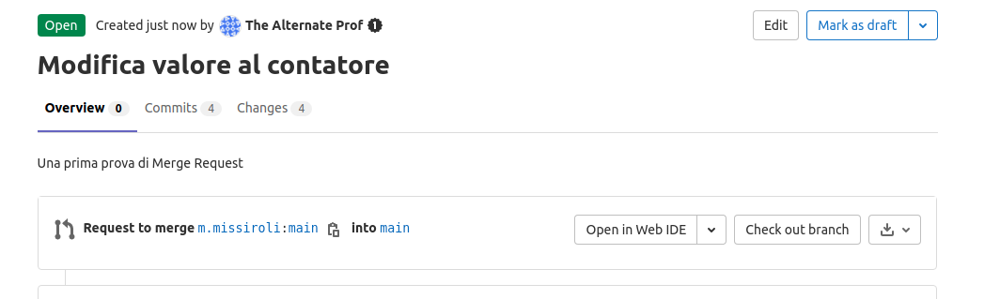 Open Created just now by The Alternate Prof 1 Edit Mark as draft
Modifica valore al contatore
Overview 0 Commits 4 Changes 4
Una prima prova di Merge Request
Request to merge m.missiroli:main into main Open in Web IDE Check out branch